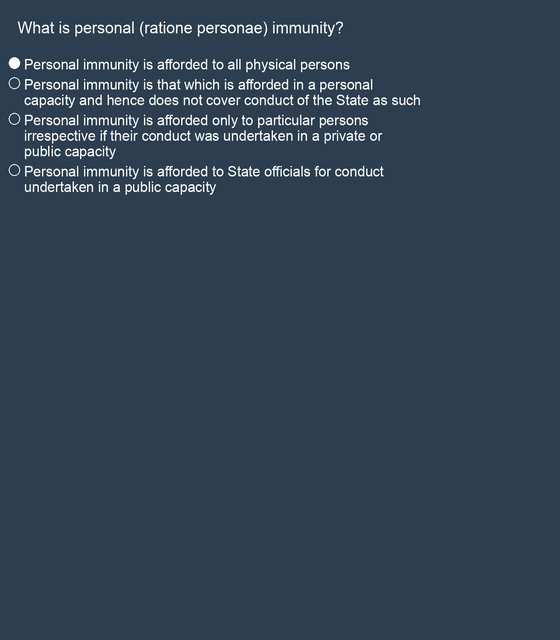 What is personal (ratione personae) immunity?
Personal immunity is afforded to all physical persons
Personal immunity is that which is afforded in a personal
capacity and hence does not cover conduct of the State as such
Personal immunity is afforded only to particular persons
irrespective if their conduct was undertaken in a private or
public capacity
Personal immunity is afforded to State officials for conduct
undertaken in a public capacity